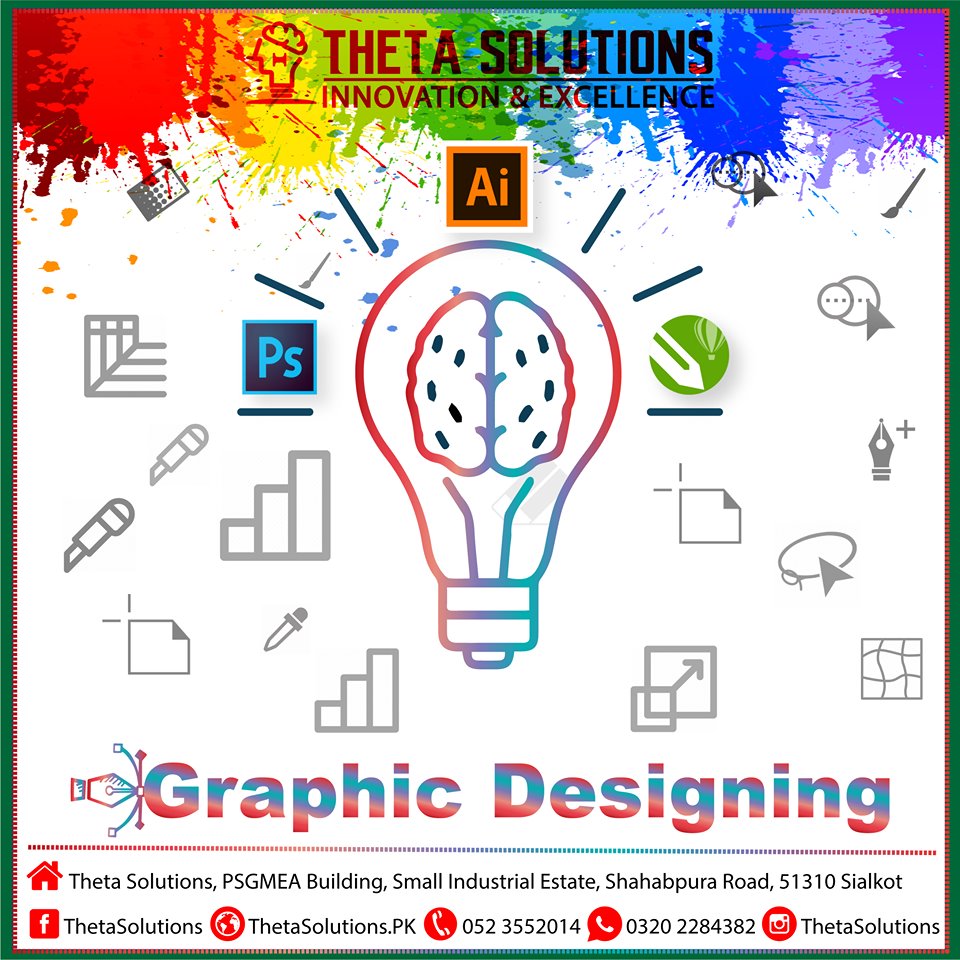 THETA SOLUTIONS
INNOVATION & EXCELLENCE
Ai
Ps
Graphic Designing
Theta Solutions, PSGMEA Building, Small Industrial Estate, Shahabpura Road, 51310 Sialkot
ThetaSolutions ThetaSolutions.PK 052 3552014 0320 2284382 ThetaSolutions